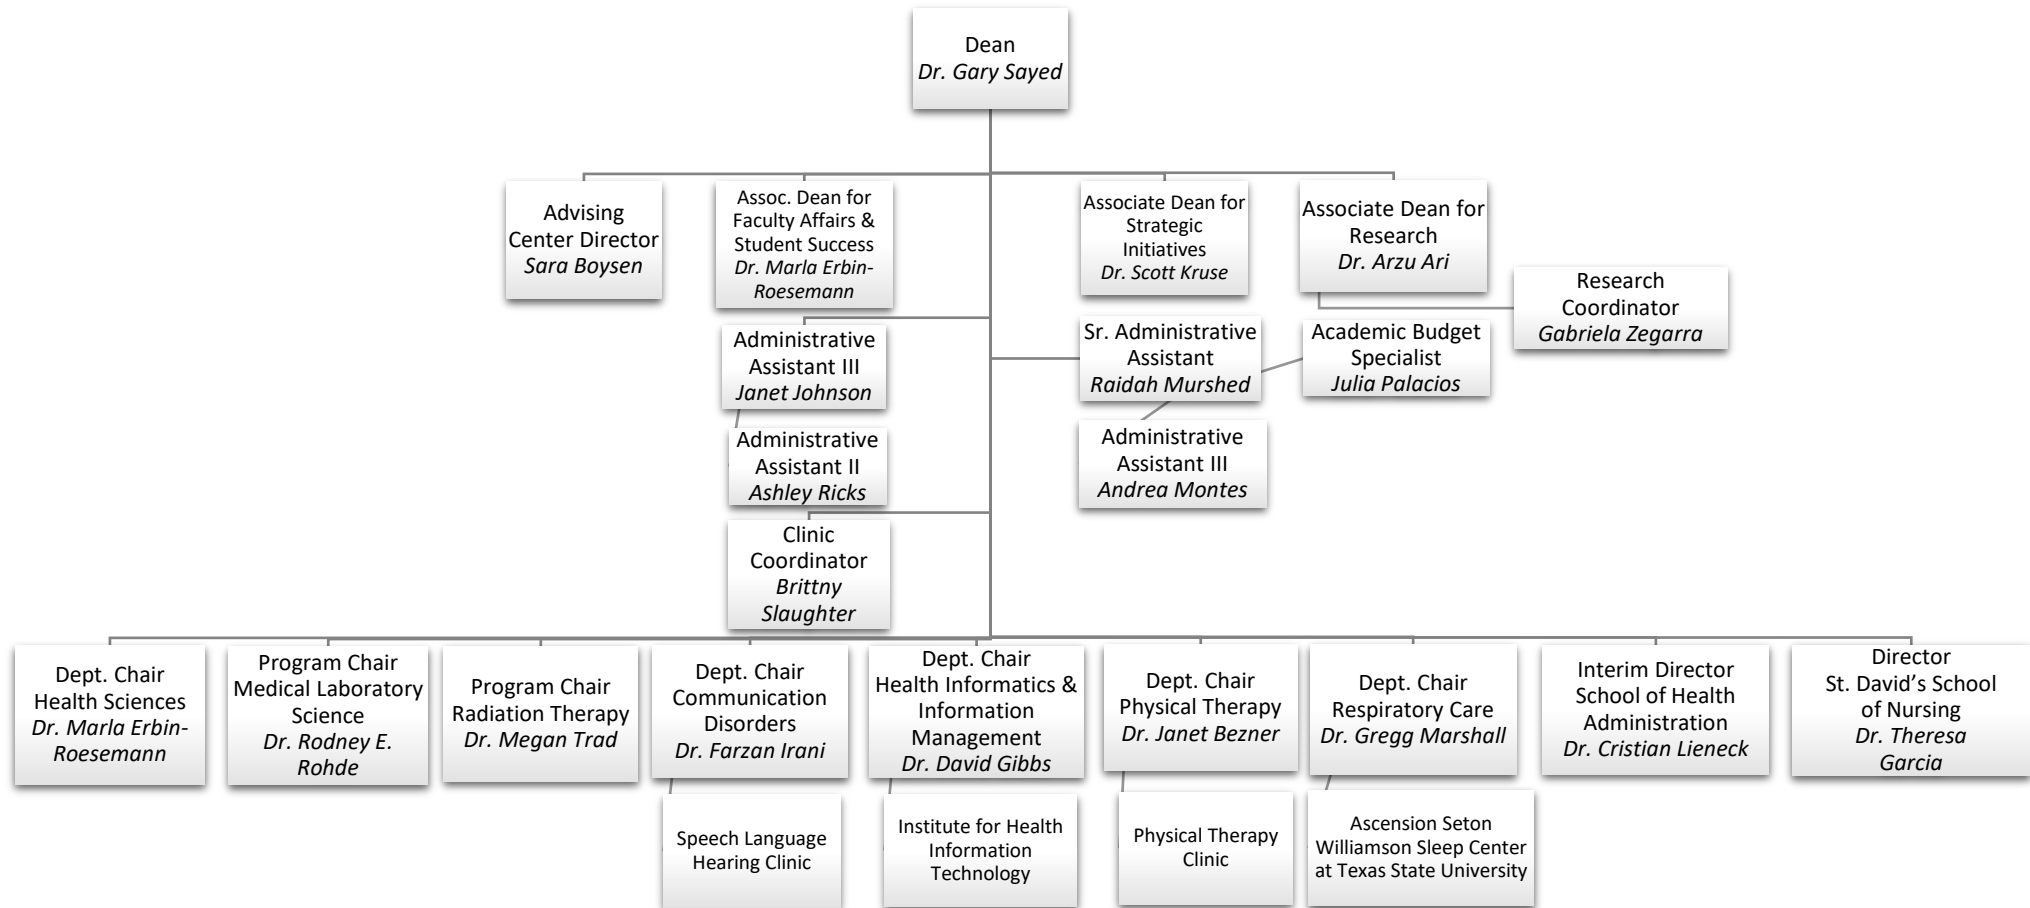 Dean
Dr. Gary Sayed
Advising
Center Director
Sara Boysen
Assoc. Dean for
Faculty Affairs &
Student Success
Dr. Marla Erbin-
Roesemann
Associate Dean for
Strategic
Initiatives
Dr. Scott Kruse
Associate Dean for
Research
Dr. Arzu Ari
Research
Coordinator
Gabriela Zegarra
Administrative
Assistant III
Janet Johnson
Sr. Administrative
Assistant
Raidah Murshed
Academic Budget
Specialist
Julia Palacios
Administrative
Assistant II
Ashley Ricks
Administrative
Assistant III
Andrea Montes
Clinic
Coordinator
Brittny
Slaughter
Dept. Chair
Health Sciences
Dr. Marla Erbin-
Roesemann
Program Chair
Medical Laboratory
Science
Dr. Rodney E.
Rohde
Program Chair
Radiation Therapy
Dr. Megan Trad
Dept. Chair
Communication
Disorders
Dr. Farzan Irani
Dept. Chair
Health Informatics &
Information
Management
Dr. David Gibbs
Dept. Chair
Physical Therapy
Dr. Janet Bezner
Dept. Chair
Respiratory Care
Dr. Gregg Marshall
Interim Director
School of Health
Administration
Dr. Cristian Lieneck
Director
St. David’s School
of Nursing
Dr. Theresa
Garcia
Speech Language
Hearing Clinic
Institute for Health
Information
Technology
Physical Therapy
Clinic
Ascension Seton
Williamson Sleep Center
at Texas State University